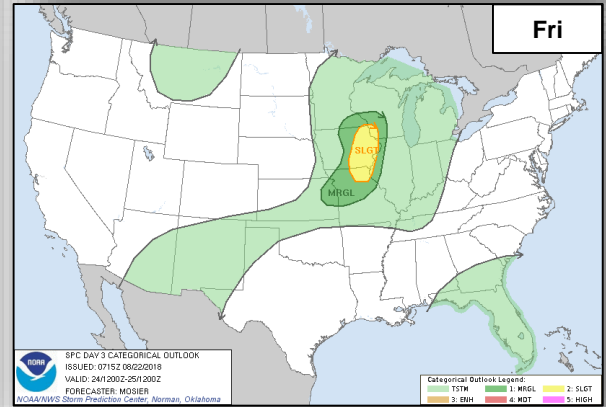 Fri
SLGT
MRGL
NOAA
SPC DAY 3 CATEGORICAL OUTLOOK
ISSUED: 0715Z 08/22/2018
VALID: 24/1200Z-25/1200Z
FORECASTER: MOSIER
NOAA/NWS Storm Prediction Center, Norman, Oklahoma
Categorical Outlook Legend:
TSTM 1: MRGL 2: SLGT
3: ENH 4: MDT 5: HIGH